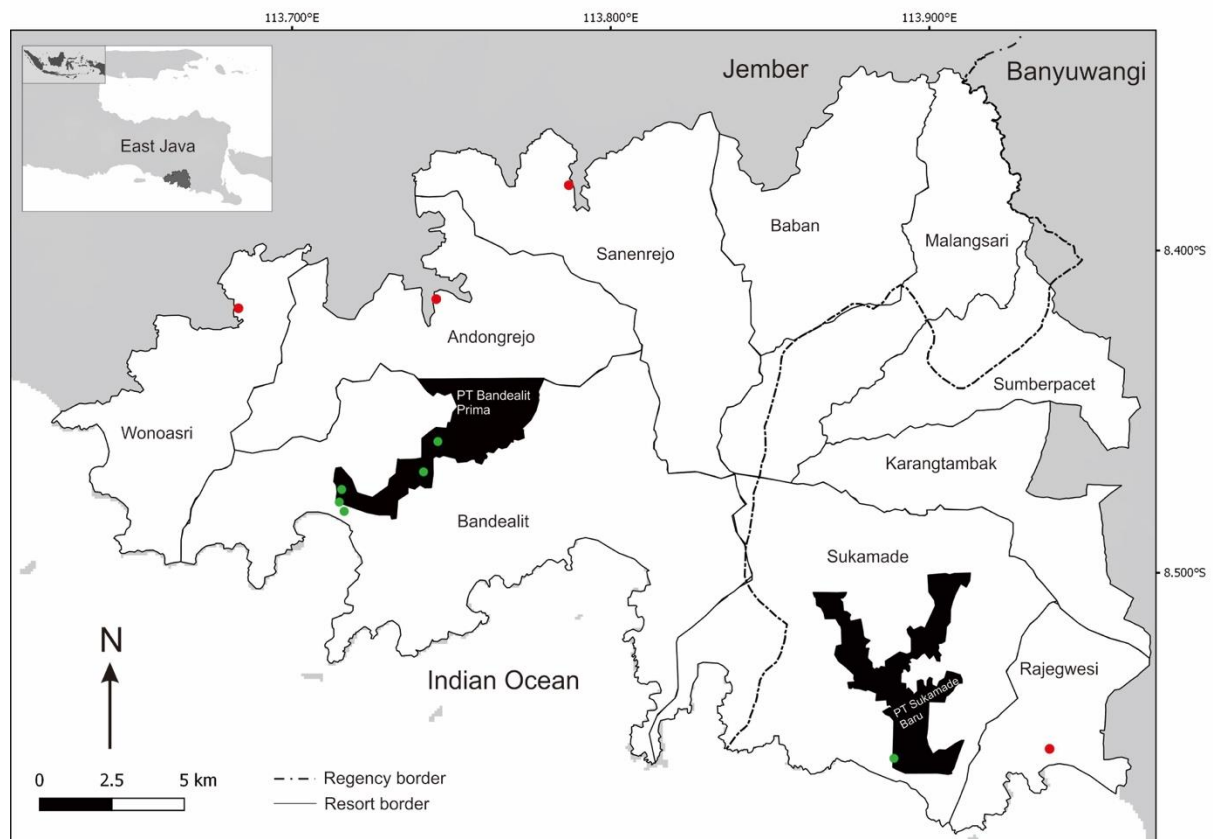 113.700°E
113.800°E
113.900°E
Jember
Banyuwangi
East Java
Baban
Malangsari
Sanenrejo
8.400°S
Andongrejo
Sumberpacet
PT Bandealit
Prima
Wonoasri
Karangtambak
Bandealit
Sukamade
8.500°S
N
Indian Ocean
Rajegwesi
PT Sukamade
Baru
0 2.5 5 km
Regency border
Resort border